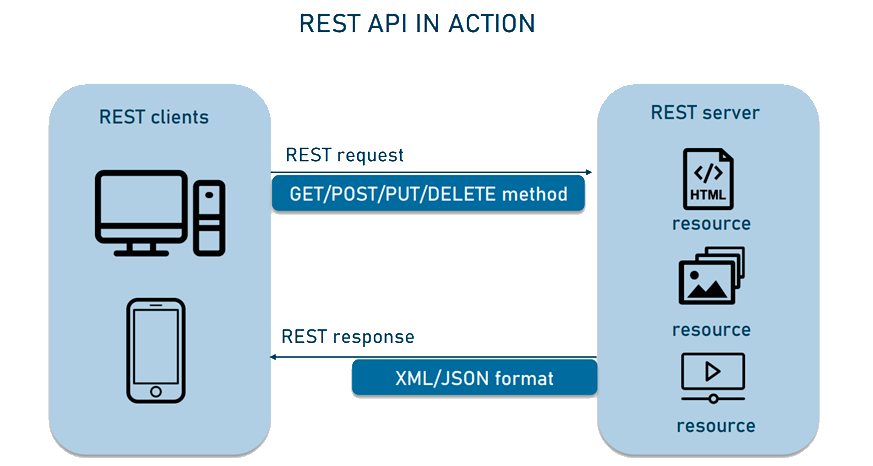 REST API IN ACTION
REST clients
REST request
GET/POST/PUT/DELETE method
REST response
XML/JSON format
REST server
</>
HTML
resource
resource
resource